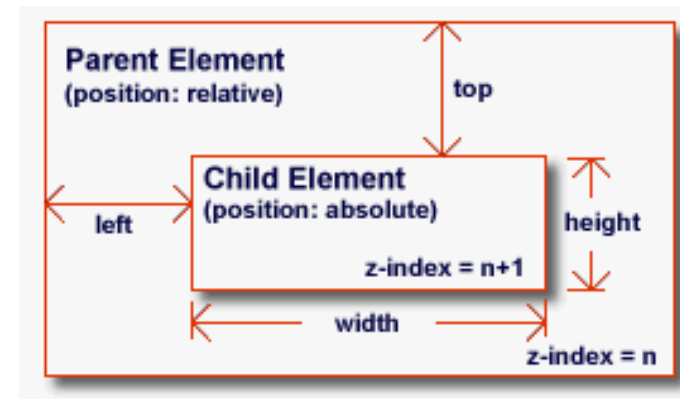 Parent Element
(position: relative)
top
Child Element
(position: absolute)
left
height
z-index = n+1
width
z-index = n